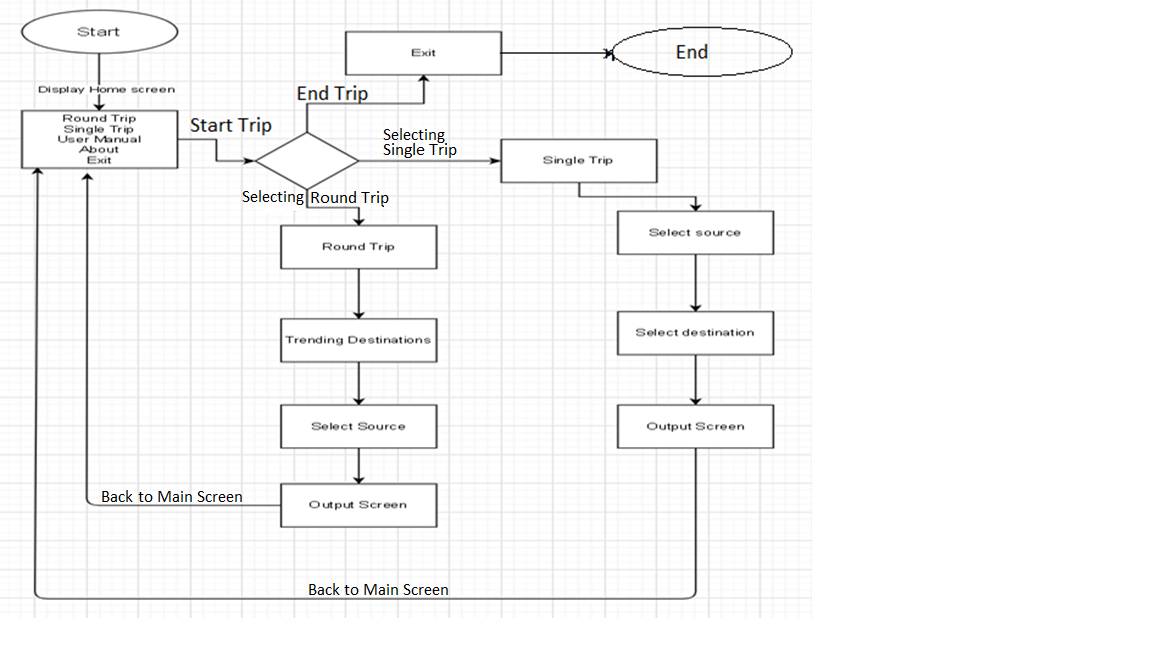 Start
Exit
End
Display Home screen
End Trip
Round Trip
Single Trip
User Manual
About
Exit
Start Trip
Selecting
Single Trip
Single Trip
Selecting Round Trip
Select source
Round Trip
Select destination
Trending Destinations
Select Source
Output Screen
Back to Main Screen
Output Screen
Back to Main Screen